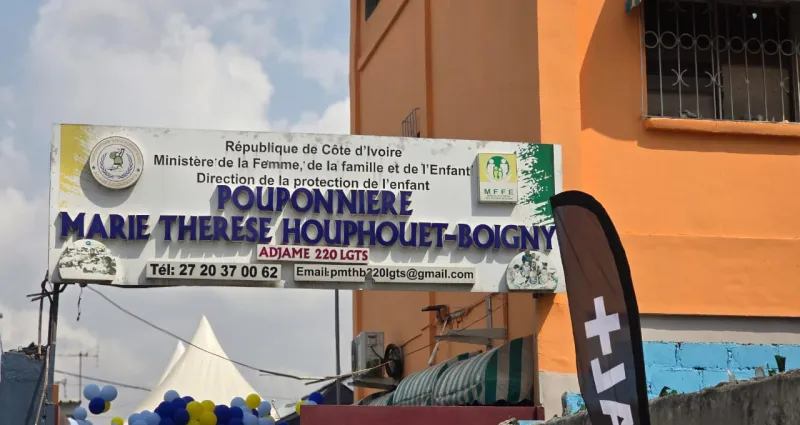 République de Côte d'Ivoire
Ministère de la Femme, de la famille et de l'Enfant
Direction de la protection de l'enfant
MFFE
POUPONNIERE
MARIE THERESE HOUPHOUET-BOIGNY
ADJAME 220 LGTS
Tél: 27 20 37 00 62
Email:pmthb220lgts@gmail.com